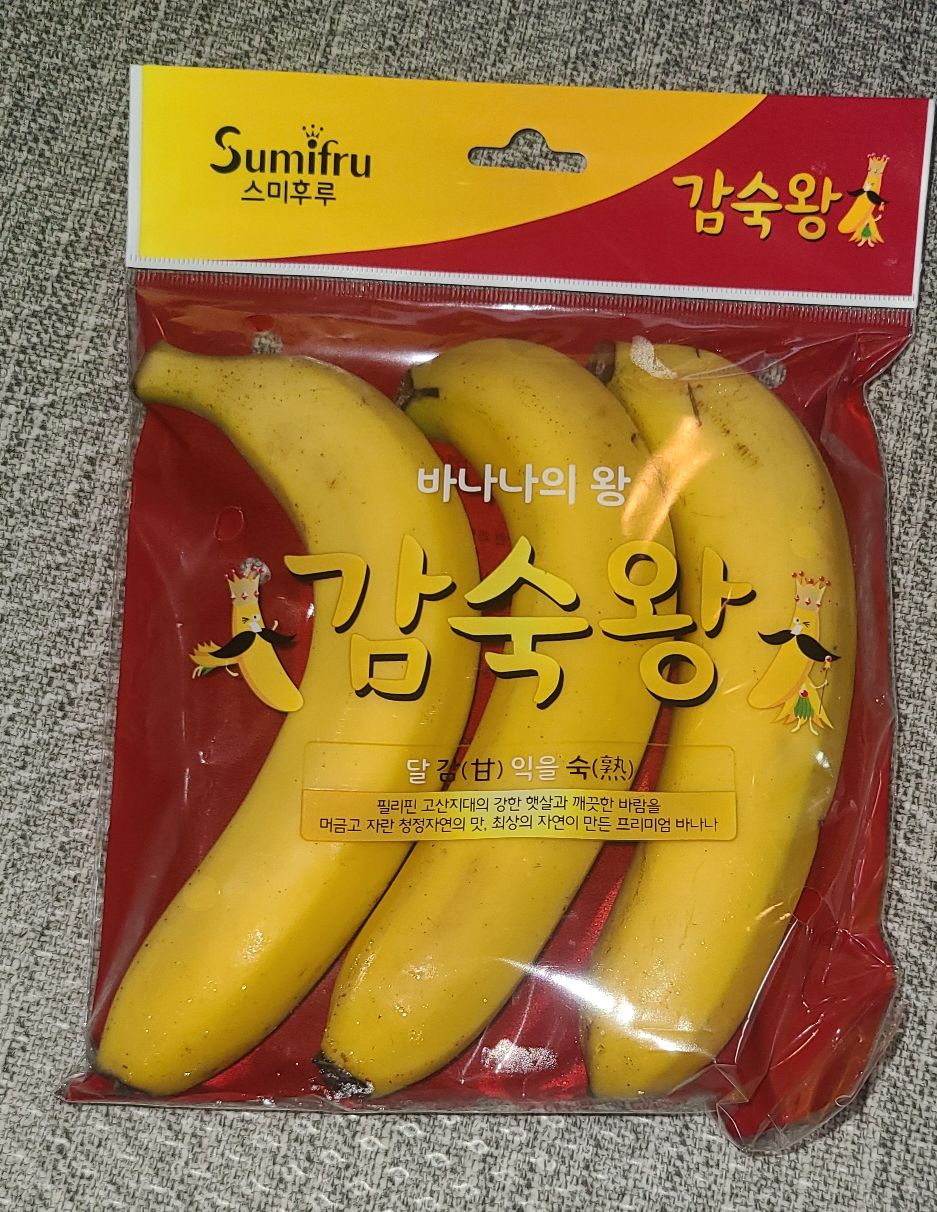 Sumifru
스미후루
감숙왕
바나나의 왕
감숙왕
달 감(甘) 익을 숙(熟)
필리핀 고산지대의 강한 햇살과 깨끗한 바람을
머금고 자란 청정자연의 맛, 최상의 자연이 만든 프리미엄 바나나